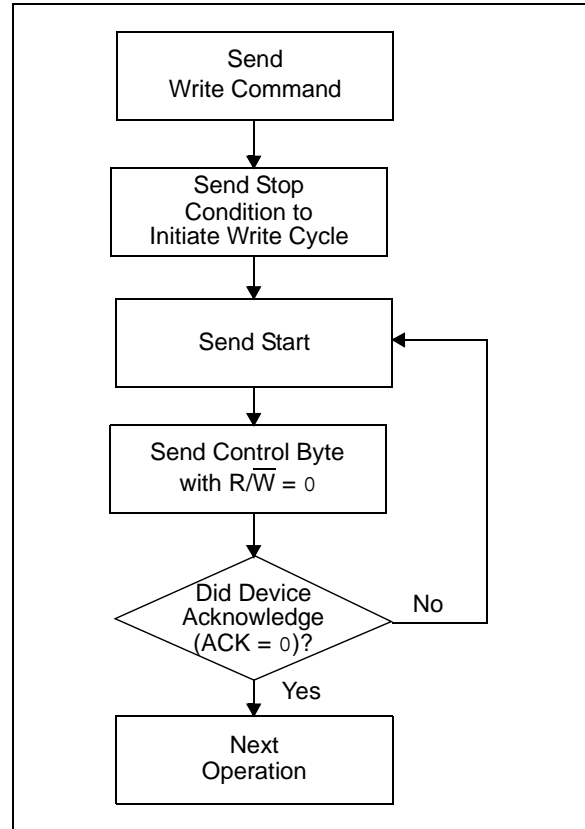 Send
Write Command
Send Stop
Condition to
Initiate Write Cycle
Send Start
Send Control Byte
with R/W̅ = 0
Did Device
Acknowledge
(ACK = 0)?
No
Yes
Next
Operation